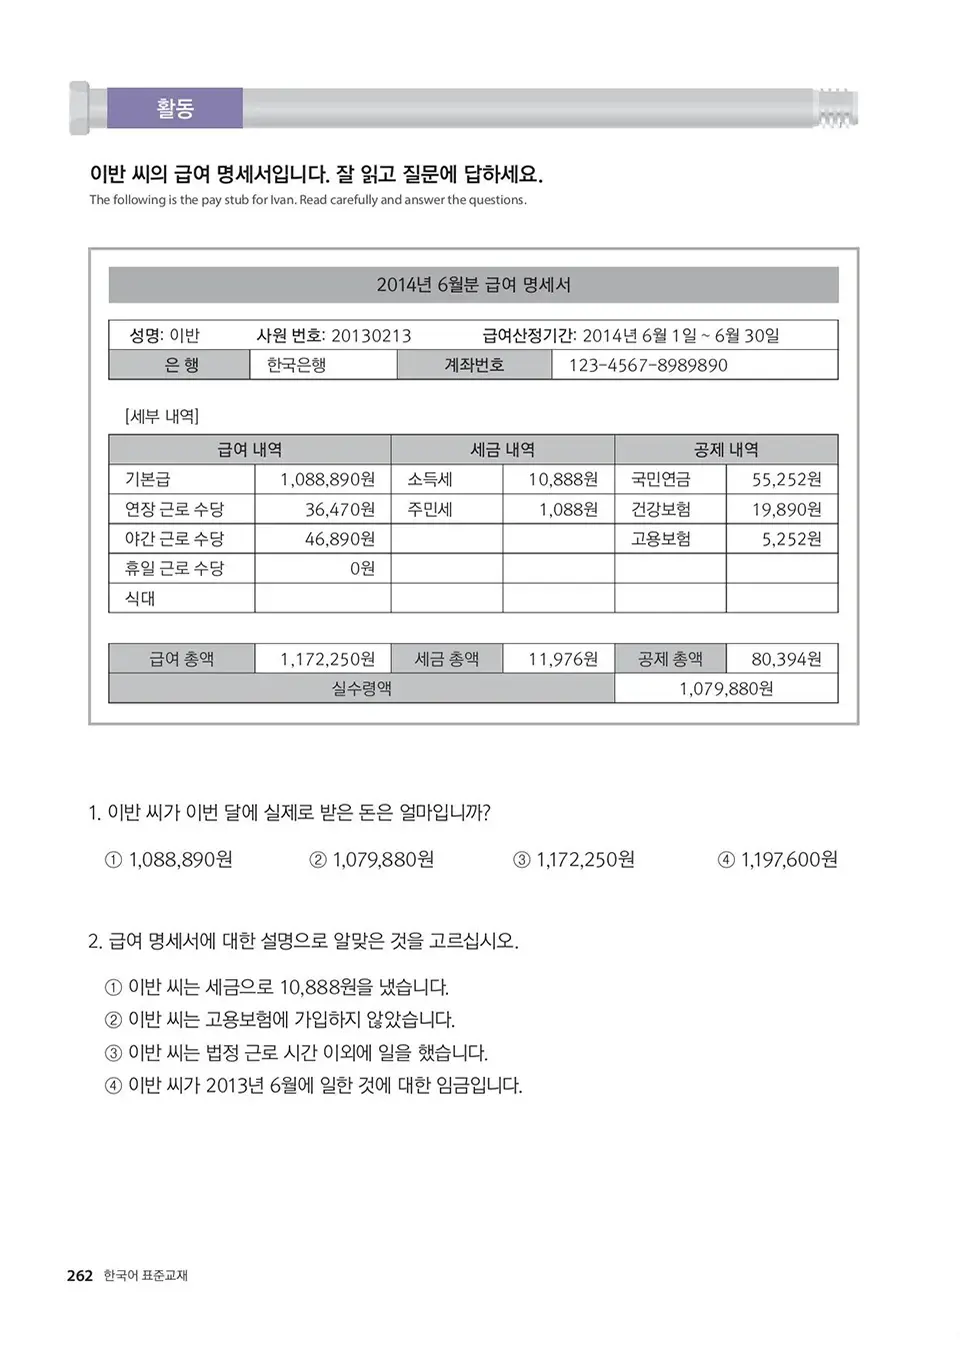 활동
이반 씨의 급여 명세서입니다. 잘 읽고 질문에 답하세요.
The following is the pay stub for Ivan. Read carefully and answer the questions.
2014년 6월분 급여 명세서
성명: 이반 사원 번호: 20130213 급여산정기간: 2014년 6월 1일 ~ 6월 30일
은 행 한국은행 계좌번호 123-4567-8989890
[세부 내역]
급여 내역 세금 내역 공제 내역
기본급 1,088,890원 소득세 10,888원 국민연금 55,252원
연장 근로 수당 36,470원 주민세 1,088원 건강보험 19,890원
야간 근로 수당 46,890원 고용보험 5,252원
휴일 근로 수당 0원
식대
급여 총액 1,172,250원 세금 총액 11,976원 공제 총액 80,394원
실수령액 1,079,880원
1. 이반 씨가 이번 달에 실제로 받은 돈은 얼마입니까?
① 1,088,890원 ② 1,079,880원 ③ 1,172,250원 ④ 1,197,600원
2. 급여 명세서에 대한 설명으로 알맞은 것을 고르십시오.
① 이반 씨는 세금으로 10,888원을 냈습니다.
② 이반 씨는 고용보험에 가입하지 않았습니다.
③ 이반 씨는 법정 근로 시간 이외에 일을 했습니다.
④ 이반 씨가 2013년 6월에 일한 것에 대한 임금입니다.
262 한국어 표준교재